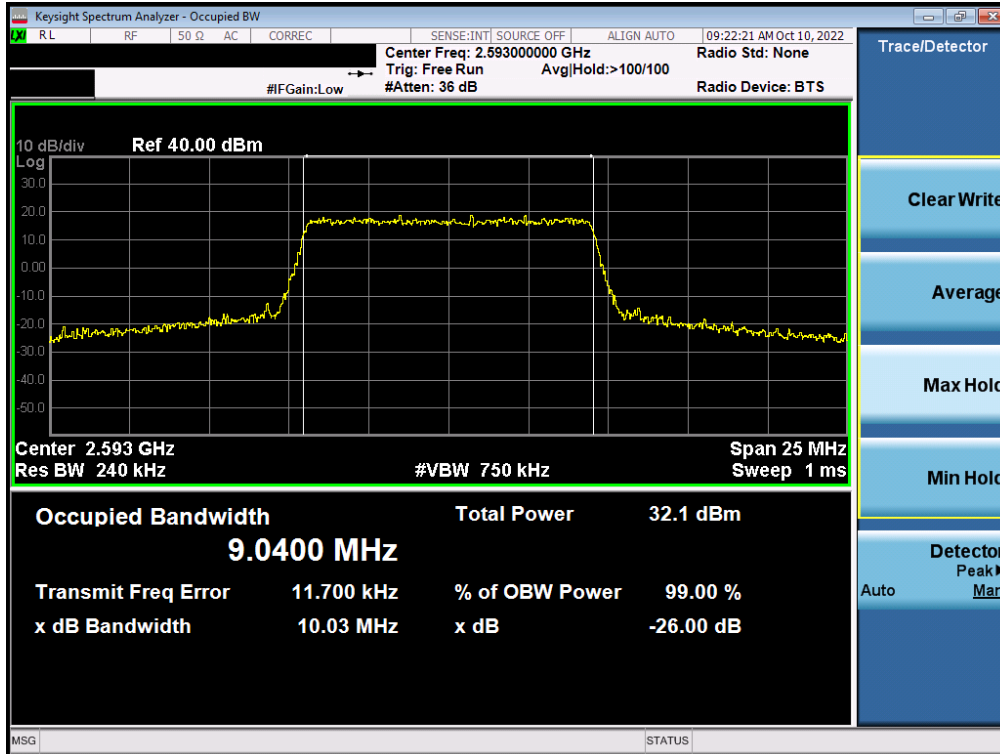 Keysight Spectrum Analyzer - Occupied BW
LXI RL RF 50 Ω AC CORREC SENSE:INT SOURCE OFF ALIGN AUTO 09:22:21 AM Oct 10, 2022
Center Freq: 2.593000000 GHz Radio Std: None
Trig: Free Run Avg|Hold:>100/100
#IFGain:Low #Atten: 36 dB Radio Device: BTS
10 dB/div Ref 40.00 dBm
Log
30.0
20.0
10.0
0.00
-10.0
-20.0
-30.0
-40.0
-50.0
Center 2.593 GHz Span 25 MHz
Res BW 240 kHz #VBW 750 kHz Sweep 1 ms
Occupied Bandwidth Total Power 32.1 dBm
9.0400 MHz
Transmit Freq Error 11.700 kHz % of OBW Power 99.00 %
x dB Bandwidth 10.03 MHz x dB -26.00 dB
MSG STATUS
Trace/Detector
Clear Write
Average
Max Hold
Min Hold
Detector
Peak▶
Auto Man